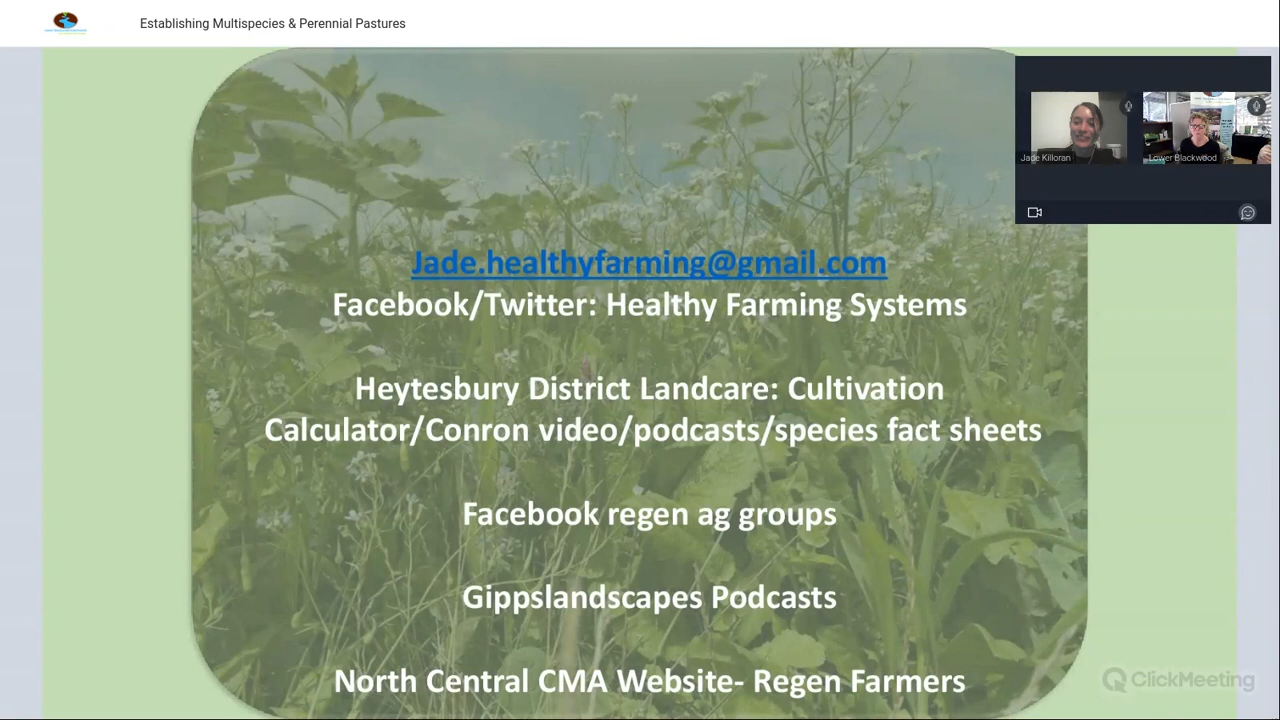 Establishing Multispecies & Perennial Pastures
Jade Killoran
Lower Blackwood
Jade.healthyfarming@gmail.com
Facebook/Twitter: Healthy Farming Systems
Heytesbury District Landcare: Cultivation
Calculator/Conron video/podcasts/species fact sheets
Facebook regen ag groups
Gippslandscapes Podcasts
North Central CMA Website- Regen Farmers
ClickMeeting